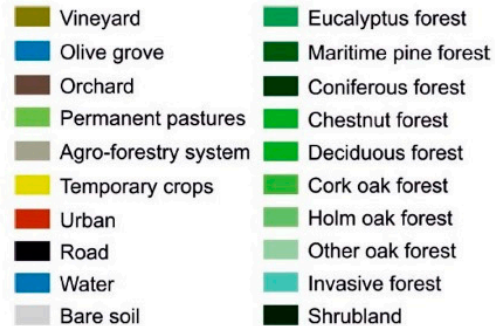 Vineyard
Olive grove
Orchard
Permanent pastures
Agro-forestry system
Temporary crops
Urban
Road
Water
Bare soil
Eucalyptus forest
Maritime pine forest
Coniferous forest
Chestnut forest
Deciduous forest
Cork oak forest
Holm oak forest
Other oak forest
Invasive forest
Shrubland